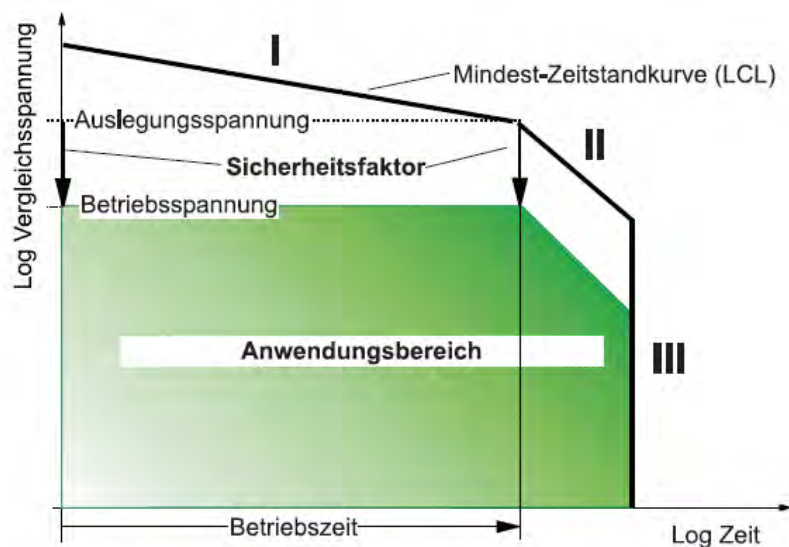 I
Mindest-Zeitstandkurve (LCL)
Auslegungsspannung
II
Sicherheitsfaktor
Betriebsspannung
Log Vergleichsspannung
Anwendungsbereich
III
Betriebszeit
Log Zeit